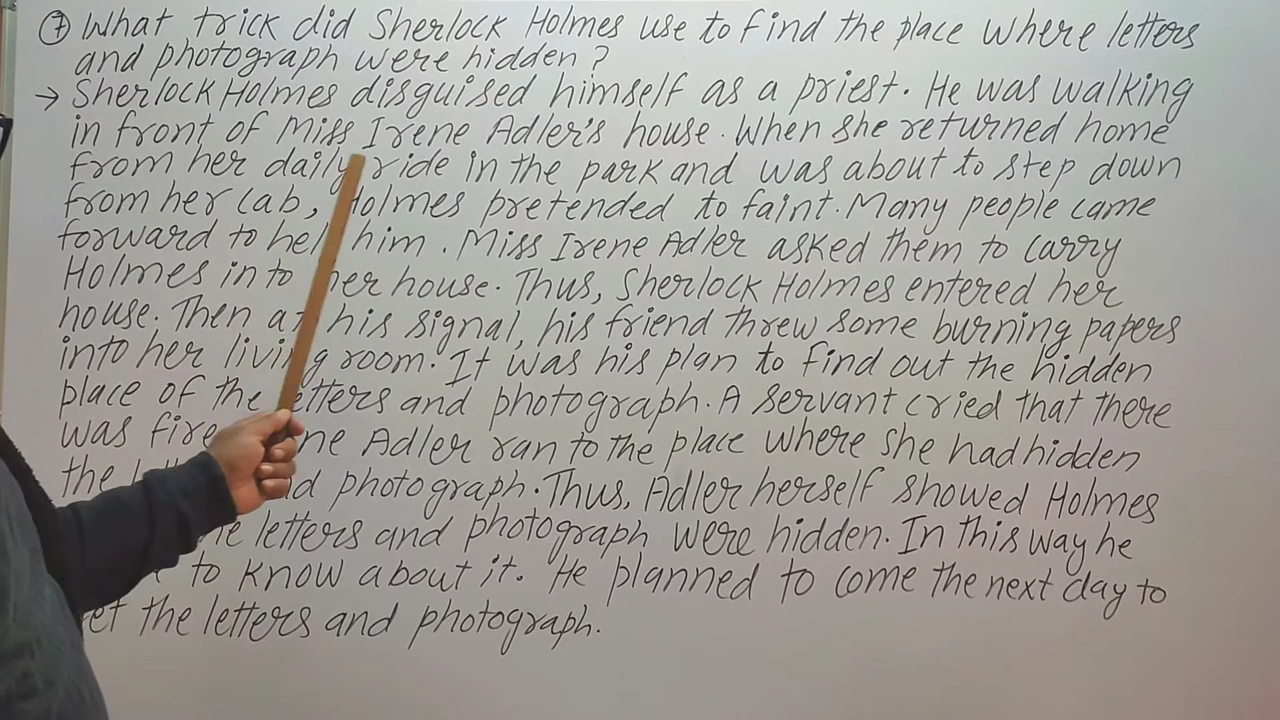 ⑦ What trick did Sherlock Holmes use to find the place where letters
and photograph were hidden?
→ Sherlock Holmes disguised himself as a priest. He was walking
in front of Miss Irene Adler's house. When she returned home
from her daily ride in the park and was about to step down
from her cab, Holmes pretended to faint. Many people came
forward to help him. Miss Irene Adler asked them to carry
Holmes in to her house. Thus, Sherlock Holmes entered her
house. Then at his signal, his friend threw some burning papers
into her living room. It was his plan to find out the hidden
place of the letters and photograph. A servant cried that there
was fire Adler ran to the place where she had hidden
the photograph. Thus, Adler herself showed Holmes
letters and photograph were hidden. In this way he
to know about it. He planned to come the next day to
the letters and photograph.